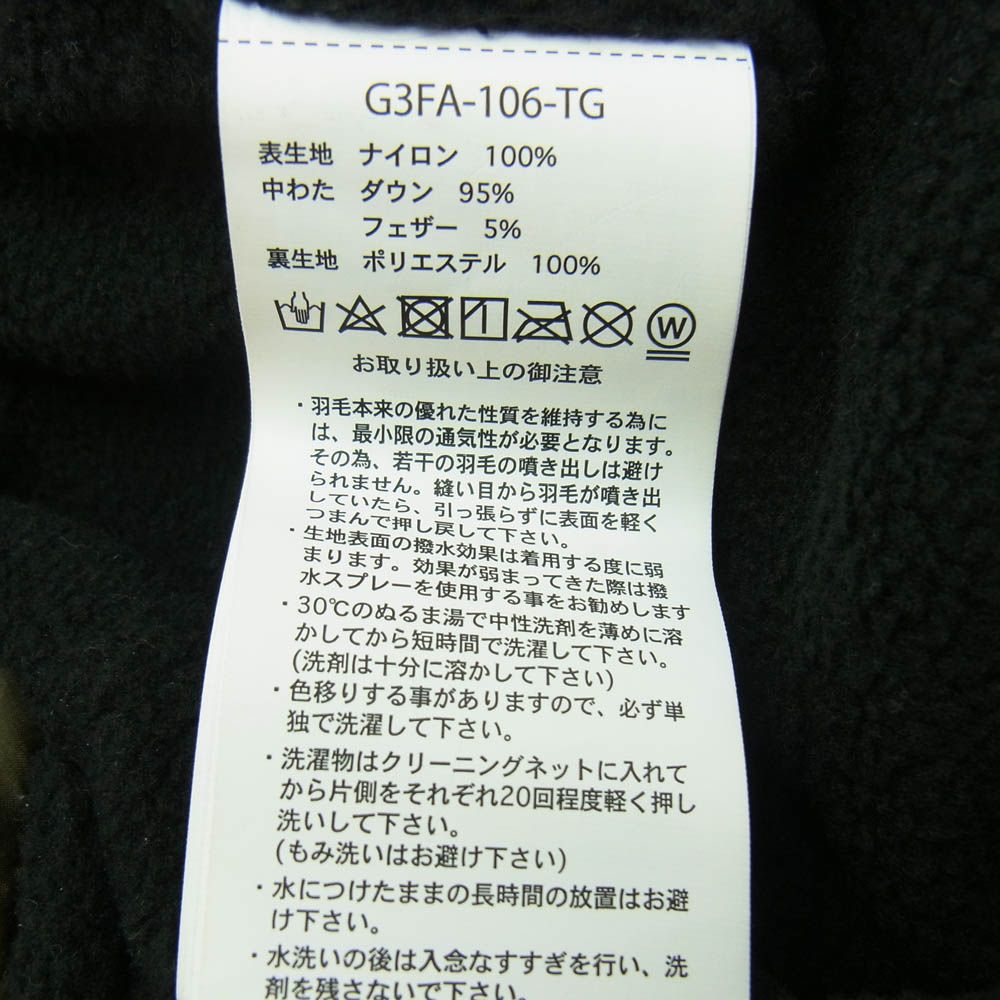 G3FA-106-TG
表生地 ナイロン 100%
中わた ダウン 95%
フェザー 5%
裏生地 ポリエステル 100%
W
お取り扱い上の御注意
・羽毛本来の優れた性質を維持する為に
は、最小限の通気性が必要となります。
その為、若干の羽毛の噴き出しは避け
られません。縫い目から羽毛が噴き出
していたら、引っ張らずに表面を軽く
つまんで押し戻して下さい。
・生地表面の撥水効果は着用する度に弱
まります。効果が弱まってきた際は撥
水スプレーを使用する事をお勧めします
・30℃のぬるま湯で中性洗剤を薄めに溶
かしてから短時間で洗濯して下さい。
(洗剤は十分に溶かして下さい)
・色移りする事がありますので、必ず単
独で洗濯して下さい。
・洗濯物はクリーニングネットに入れて
から片側をそれぞれ20回程度軽く押し
洗いして下さい。
(もみ洗いはお避け下さい)
・水につけたままの長時間の放置はお避
け下さい。
・水洗いの後は入念なすすぎを行い、洗
剤を残さないで下さい。